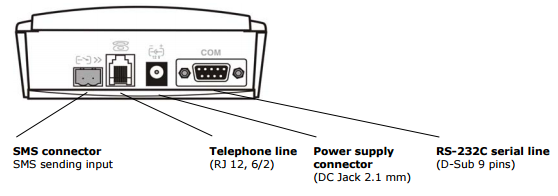 COM
12 V
SMS connector
SMS sending input
Telephone line
(RJ 12, 6/2)
Power supply
connector
(DC Jack 2.1 mm)
RS-232C serial line
(D-Sub 9 pins)